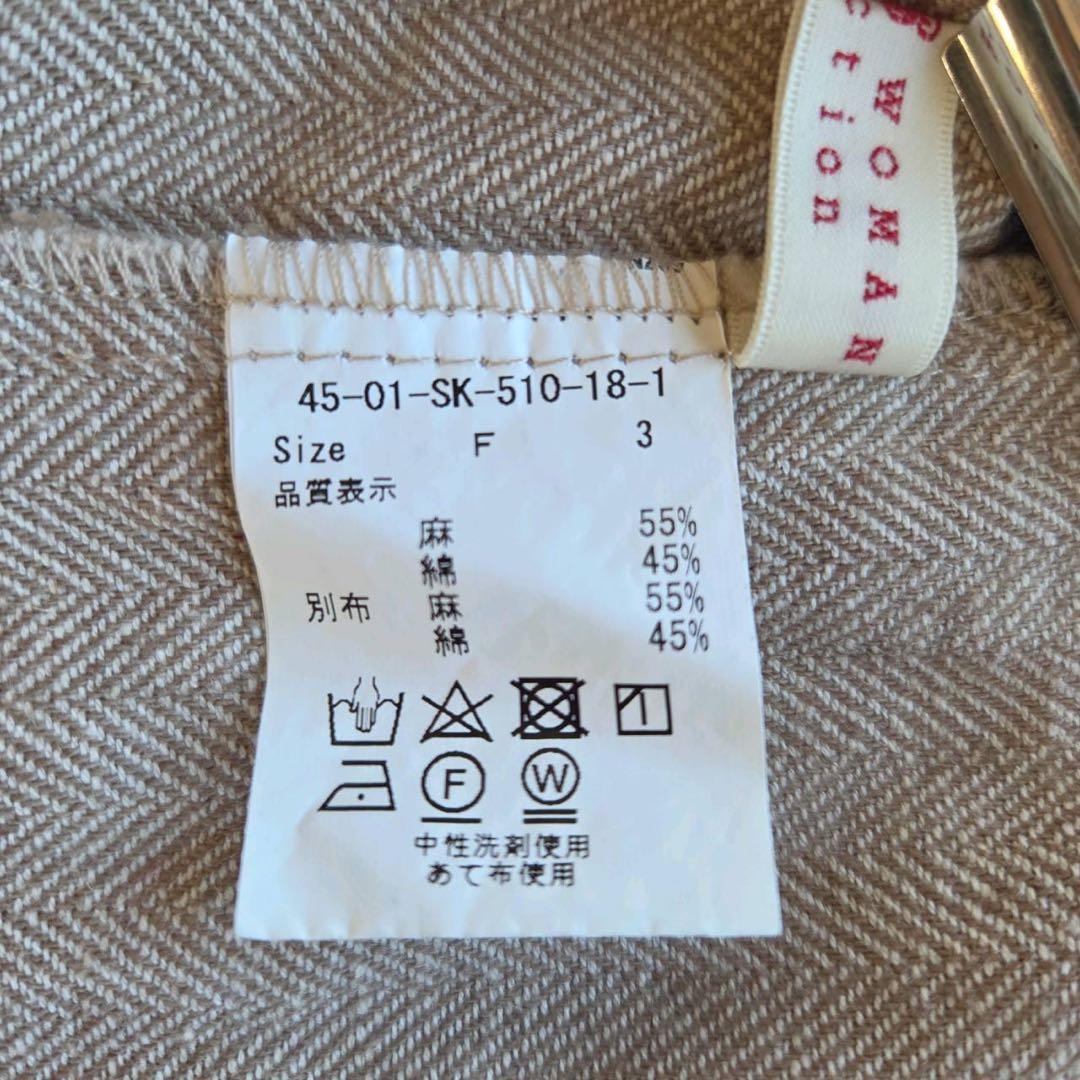 WOMAN
ction
45-01-SK-510-18-1
Size F 3
品質表示
麻 55%
綿 45%
別布 麻 55%
綿 45%
F W
中性洗剤使用
あて布使用